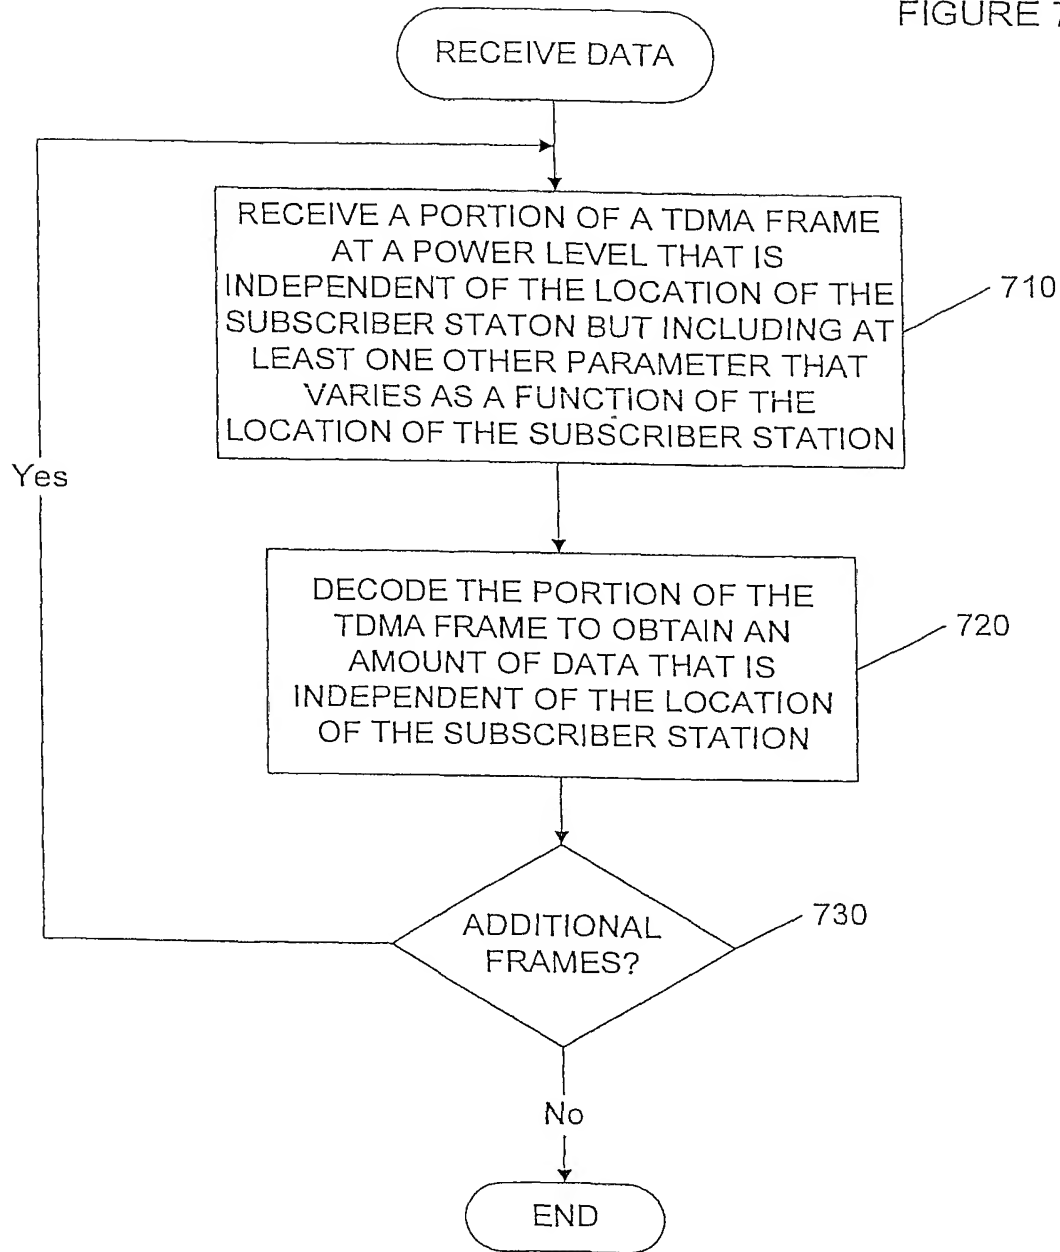 FIGURE 7
RECEIVE DATA
RECEIVE A PORTION OF A TDMA FRAME
AT A POWER LEVEL THAT IS
INDEPENDENT OF THE LOCATION OF THE
SUBSCRIBER STATON BUT INCLUDING AT
LEAST ONE OTHER PARAMETER THAT
VARIES AS A FUNCTION OF THE
LOCATION OF THE SUBSCRIBER STATION
710
Yes
DECODE THE PORTION OF THE
TDMA FRAME TO OBTAIN AN
AMOUNT OF DATA THAT IS
INDEPENDENT OF THE LOCATION
OF THE SUBSCRIBER STATION
720
ADDITIONAL
FRAMES?
730
No
END